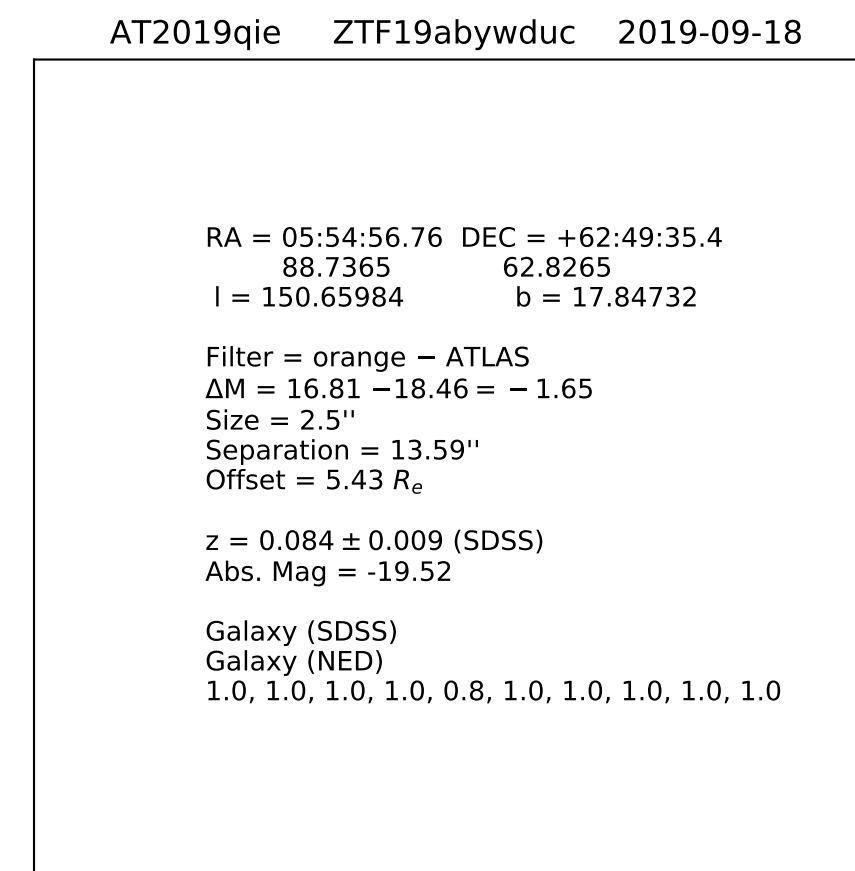 AT2019qie ZTF19abywduc 2019-09-18
RA = 05:54:56.76 DEC = +62:49:35.4
88.7365 62.8265
l = 150.65984 b = 17.84732
Filter = orange − ATLAS
ΔM = 16.81 −18.46 = − 1.65
Size = 2.5''
Separation = 13.59''
Offset = 5.43 Re
z = 0.084 ± 0.009 (SDSS)
Abs. Mag = -19.52
Galaxy (SDSS)
Galaxy (NED)
1.0, 1.0, 1.0, 1.0, 0.8, 1.0, 1.0, 1.0, 1.0, 1.0